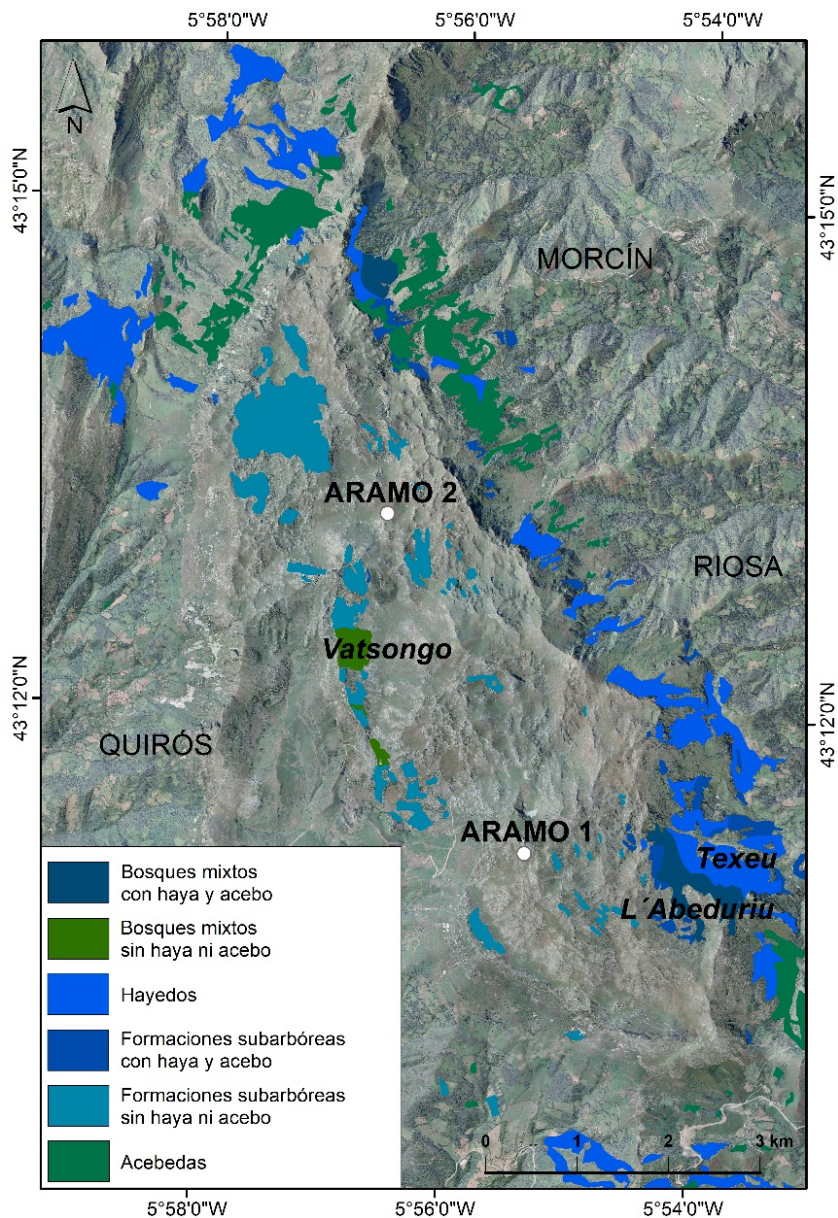 5°58'0"W 5°56'0"W 5°54'0"W
N
43°15'0"N
43°15'0"N
MORCÍN
ARAMO 2
RIOSA
Vatsongo
43°12'0"N
43°12'0"N
QUIRÓS
ARAMO 1
Texeu
L´Abeduriu
Bosques mixtos
con haya y acebo
Bosques mixtos
sin haya ni acebo
Hayedos
Formaciones subarbóreas
con haya y acebo
Formaciones subarbóreas
sin haya ni acebo
Acebedas
0 1 2 3 km
5°58'0"W 5°56'0"W 5°54'0"W